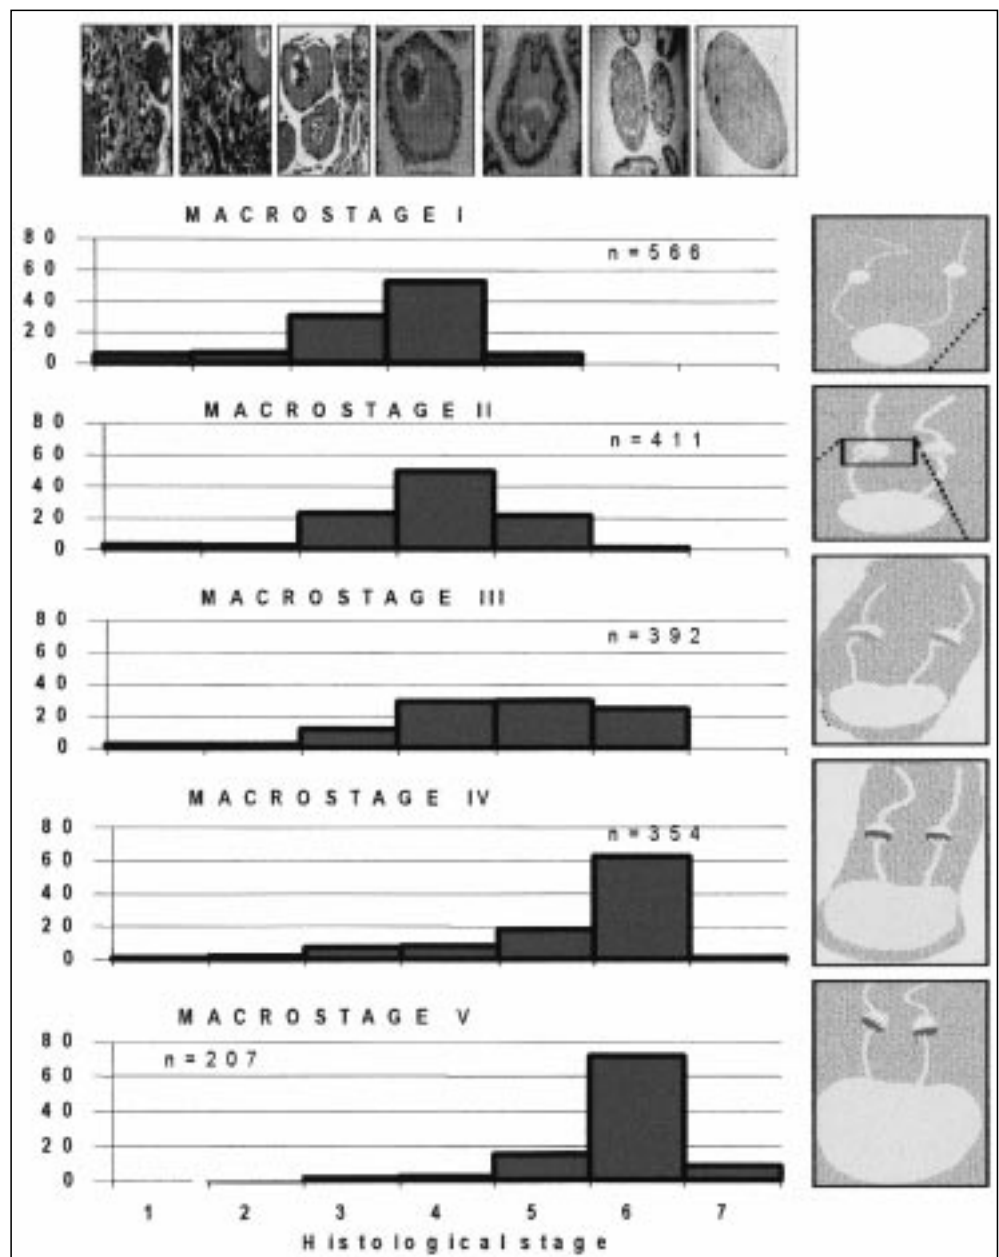 MACROSTAGE I
80
n=566
60
40
20
0
MACROSTAGE II
80
n=411
60
40
20
0
MACROSTAGE III
80
n=392
60
40
20
0
MACROSTAGE IV
80
n=354
60
40
20
0
MACROSTAGE V
80
n=207
60
40
20
0
1 2 3 4 5 6 7
Histological stage